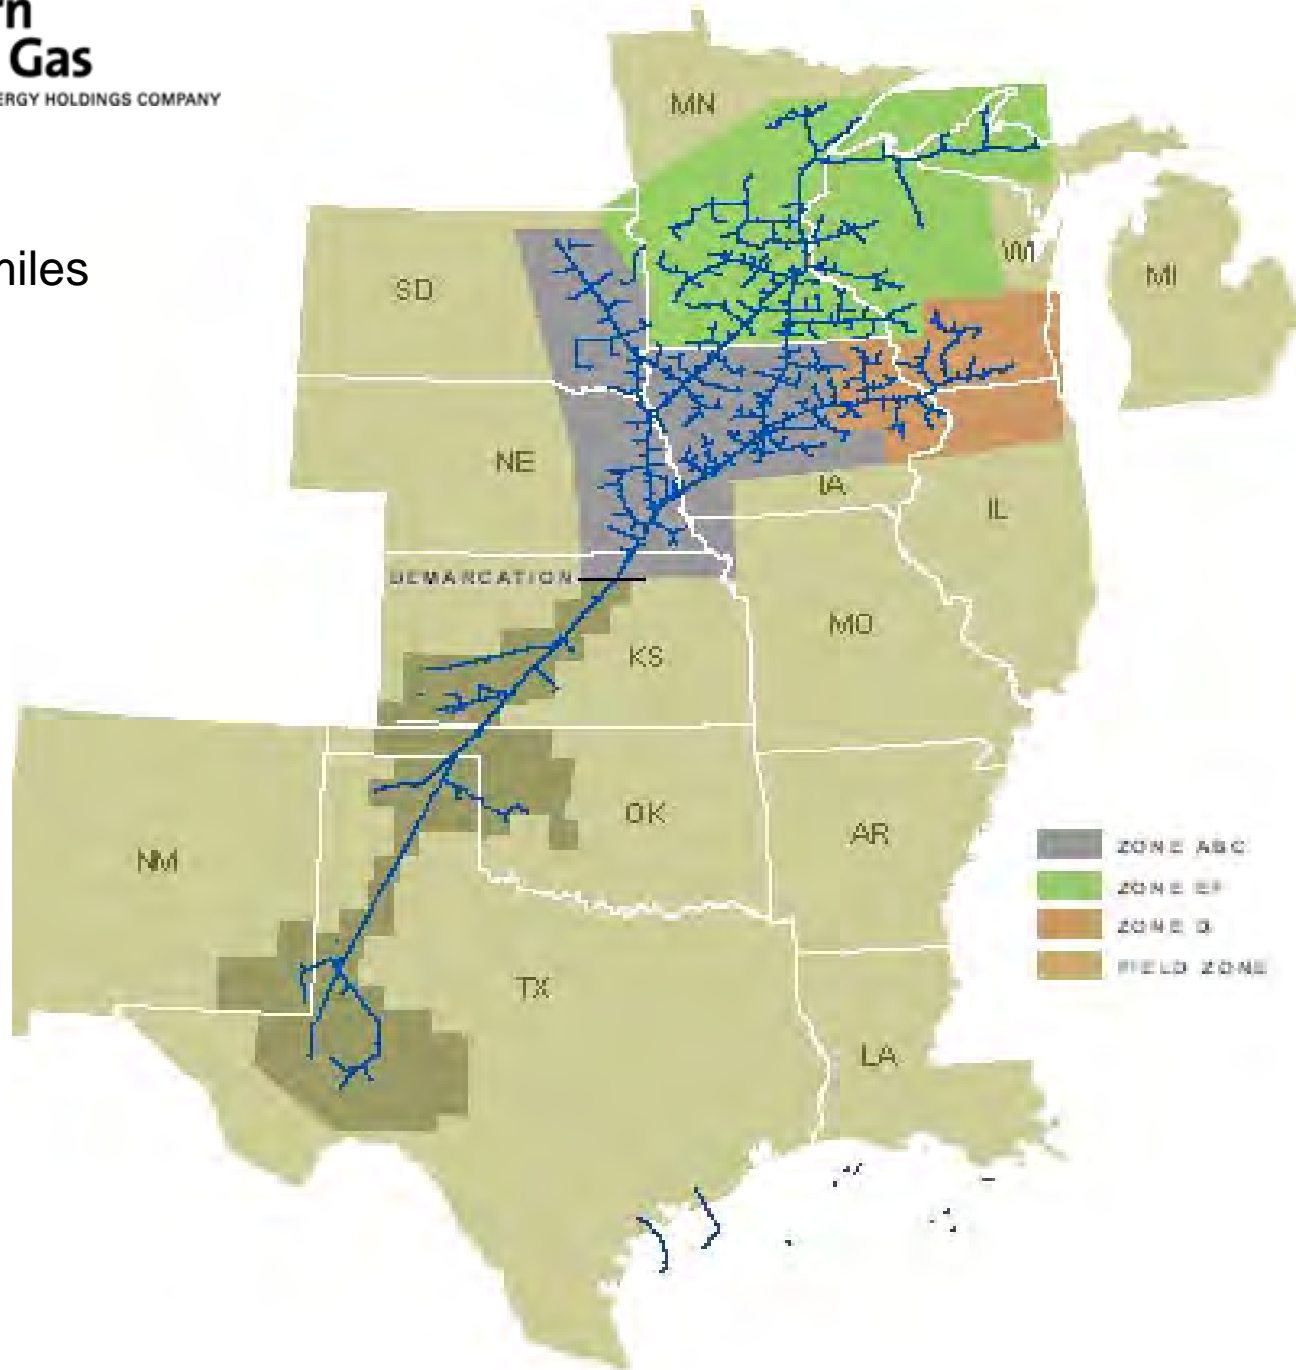 rn
Gas
ERGY HOLDINGS COMPANY
miles
MN
WI
MI
SD
NE
IA
IL
DEMARCATION
MO
KS
OK
AR
NM
TX
LA
ZONE ABC
ZONE EF
ZONE D
FIELD ZONE